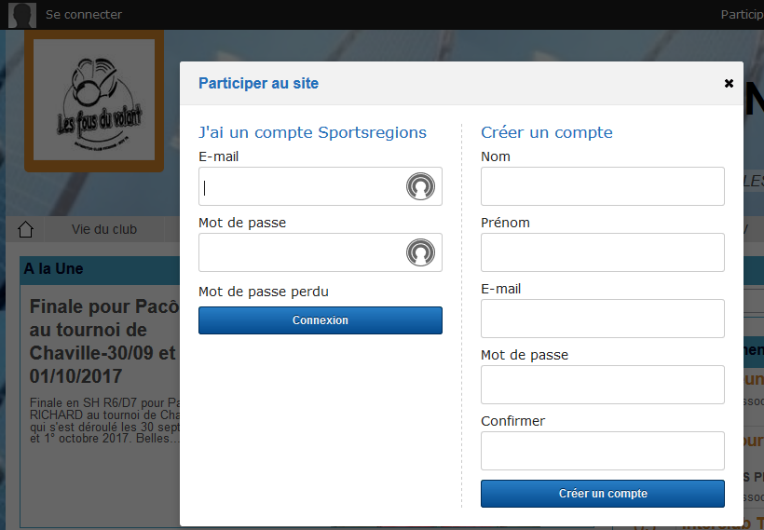 Se connecter
Particip
Les fous du volant
Participer au site
J'ai un compte Sportsregions
E-mail
Mot de passe
Mot de passe perdu
Connexion
Créer un compte
Nom
Prénom
E-mail
Mot de passe
Confirmer
Créer un compte
Vie du club
A la Une
Finale pour Pacô
au tournoi de
Chaville-30/09 et
01/10/2017
Finale en SH R6/D7 pour Pa
RICHARD au tournoi de Cha
qui s'est déroulé les 30 sept
et 1° octobre 2017. Belles...